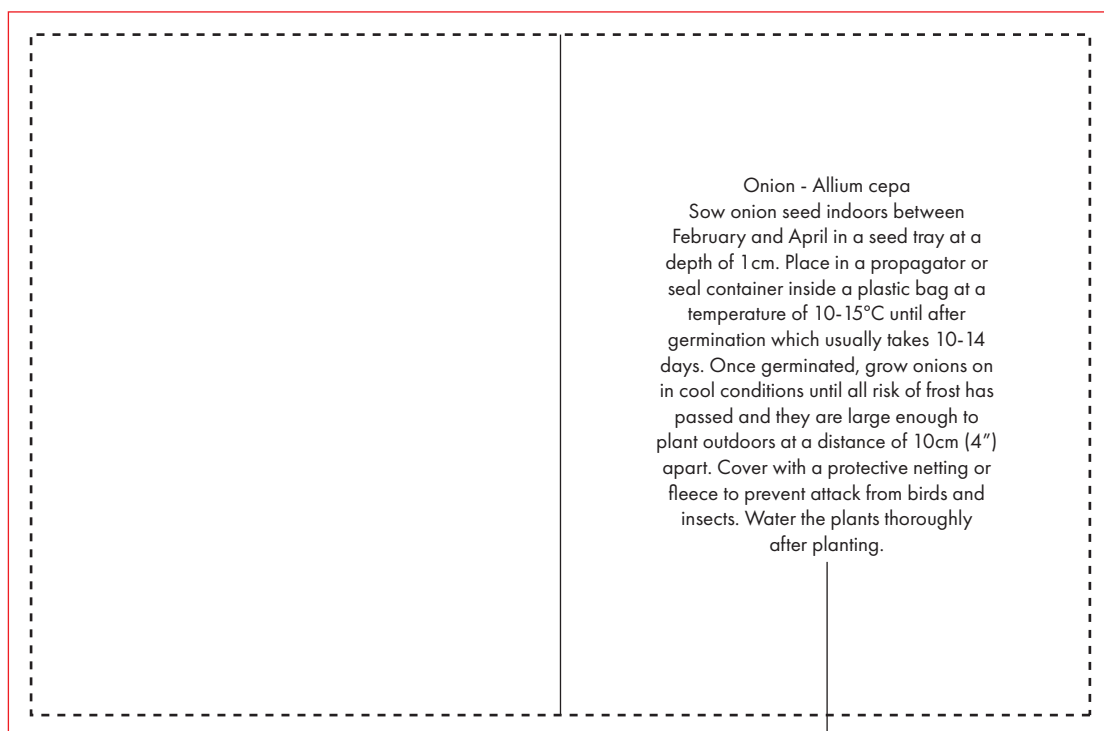 Onion - Allium cepa
Sow onion seed indoors between
February and April in a seed tray at a
depth of 1cm. Place in a propagator or
seal container inside a plastic bag at a
temperature of 10-15°C until after
germination which usually takes 10-14
days. Once germinated, grow onions on
in cool conditions until all risk of frost has
passed and they are large enough to
plant outdoors at a distance of 10cm (4”)
apart. Cover with a protective netting or
fleece to prevent attack from birds and
insects. Water the plants thoroughly
after planting.